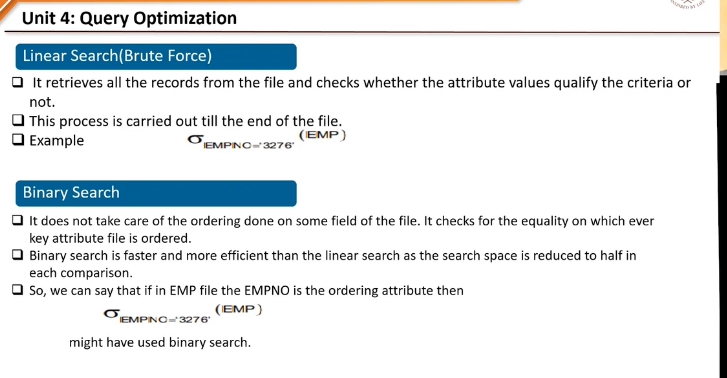 Unit 4: Query Optimization
Linear Search(Brute Force)
❑ It retrieves all the records from the file and checks whether the attribute values qualify the criteria or
not.
❑ This process is carried out till the end of the file.
❑ Example σ EMPNO='3276' (EMP)
Binary Search
❑ It does not take care of the ordering done on some field of the file. It checks for the equality on which ever
key attribute file is ordered.
❑ Binary search is faster and more efficient than the linear search as the search space is reduced to half in
each comparison.
❑ So, we can say that if in EMP file the EMPNO is the ordering attribute then
σ EMPNO='3276' (EMP)
might have used binary search.